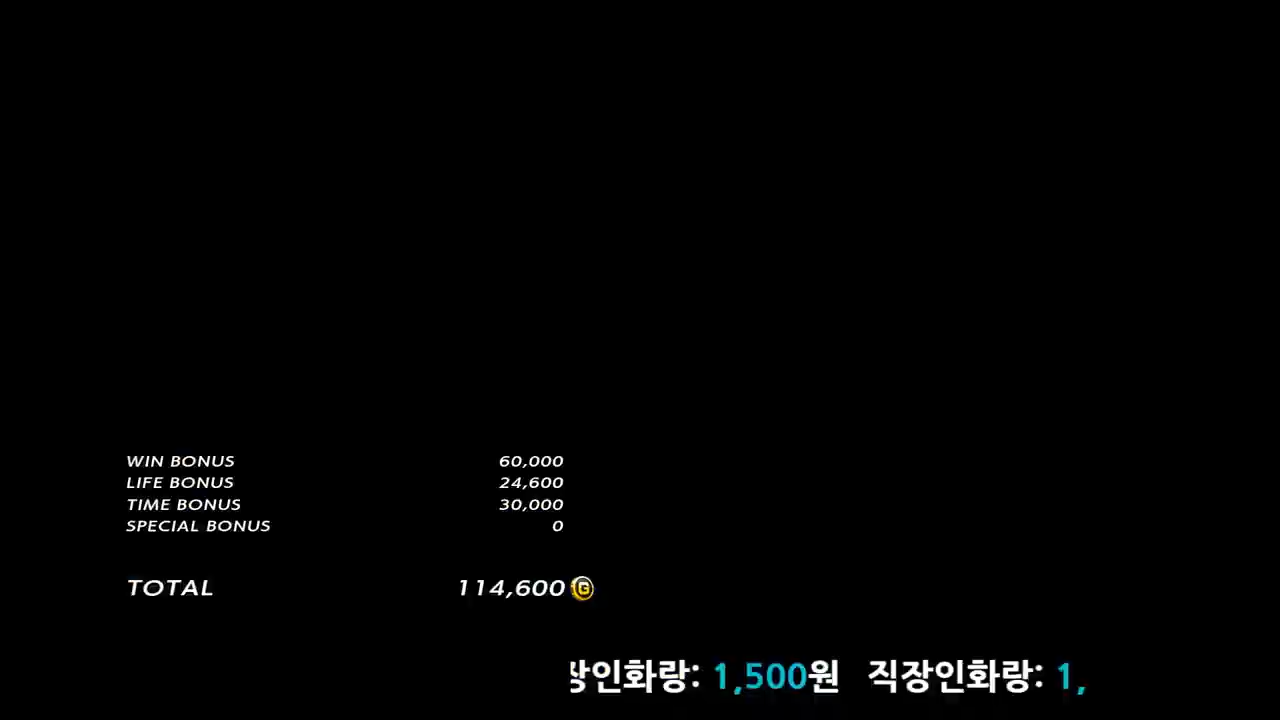 WIN BONUS 60,000
LIFE BONUS 24,600
TIME BONUS 30,000
SPECIAL BONUS 0
TOTAL 114,600 G
장인화랑: 1,500원 직장인화랑: 1,